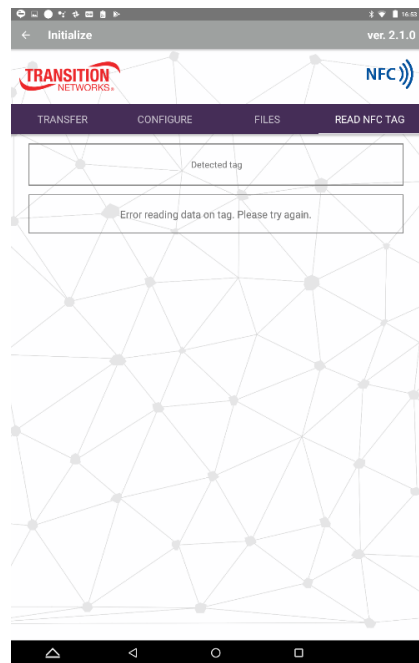 16:53
Initialize
ver. 2.1.0
TRANSITION
NETWORKS®
NFC
TRANSFER
CONFIGURE
FILES
READ NFC TAG
Detected tag
Error reading data on tag. Please try again.